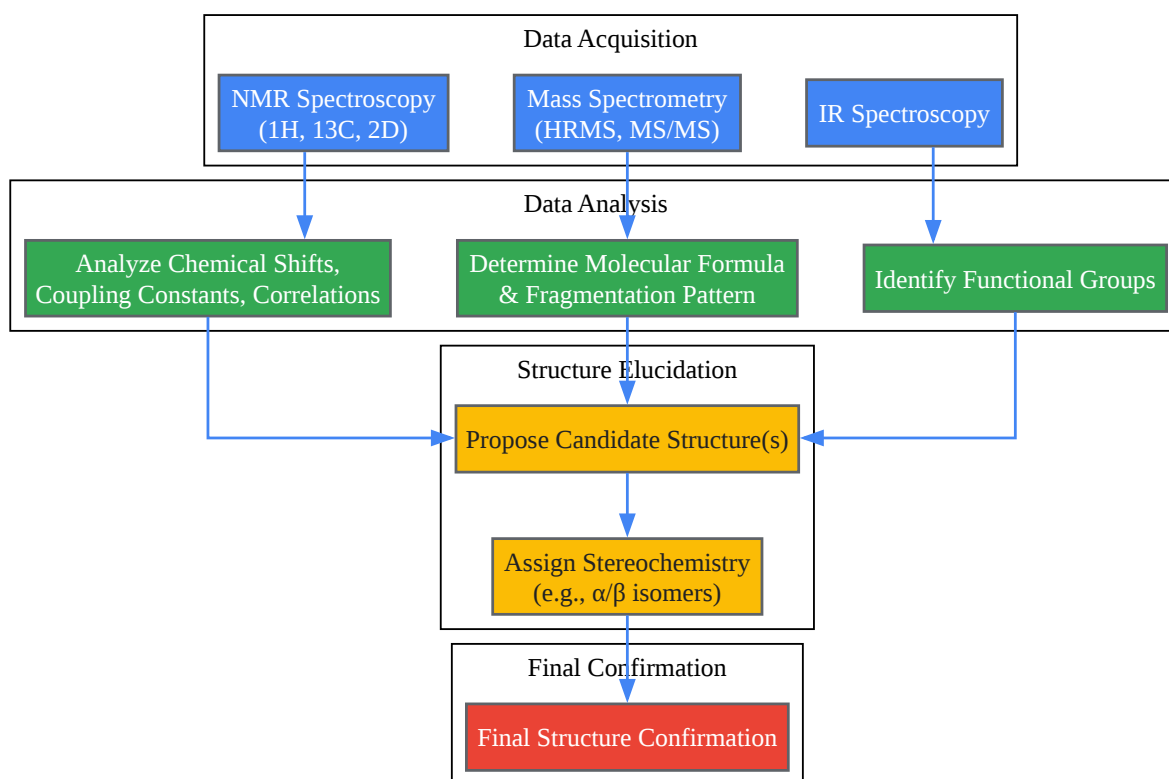 Data Acquisition
NMR Spectroscopy
(1H, 13C, 2D)
Mass Spectrometry
(HRMS, MS/MS)
IR Spectroscopy
Data Analysis
Analyze Chemical Shifts,
Coupling Constants, Correlations
Determine Molecular Formula
& Fragmentation Pattern
Identify Functional Groups
Structure Elucidation
Propose Candidate Structure(s)
Assign Stereochemistry
(e.g., α/β isomers)
Final Confirmation
Final Structure Confirmation